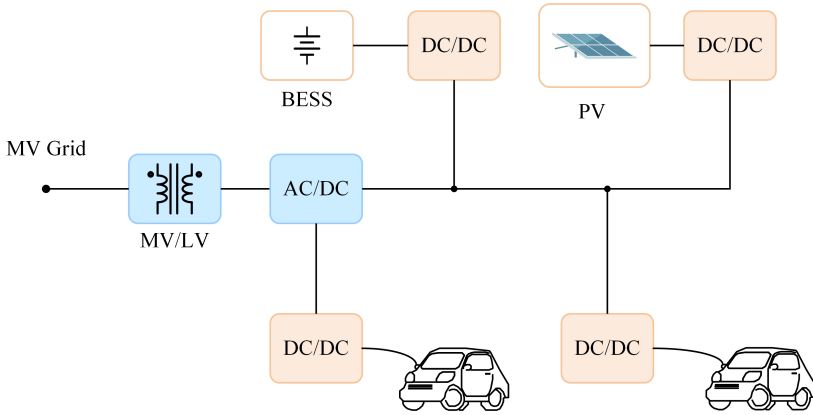 DC/DC
DC/DC
BESS
PV
MV Grid
AC/DC
MV/LV
DC/DC
DC/DC